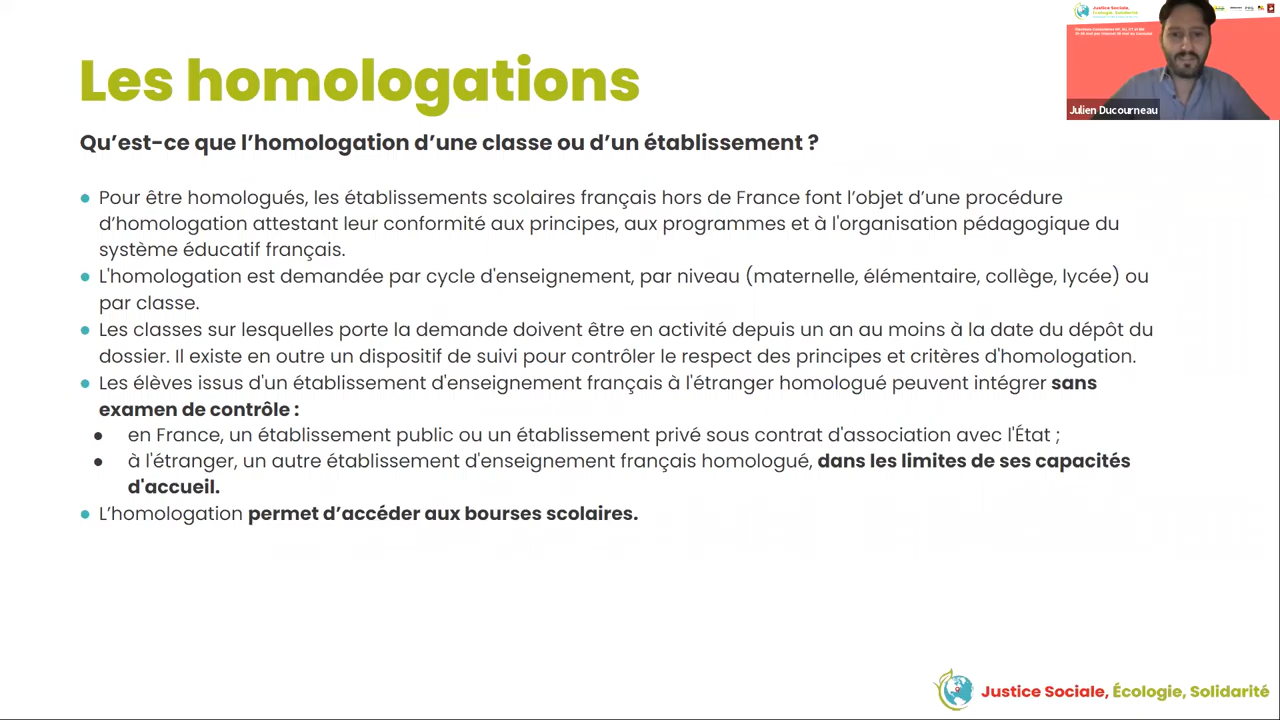 Les homologations
Qu’est-ce que l’homologation d’une classe ou d’un établissement ?
Pour être homologués, les établissements scolaires français hors de France font l’objet d’une procédure
d’homologation attestant leur conformité aux principes, aux programmes et à l'organisation pédagogique du
système éducatif français.
L'homologation est demandée par cycle d'enseignement, par niveau (maternelle, élémentaire, collège, lycée) ou
par classe.
Les classes sur lesquelles porte la demande doivent être en activité depuis un an au moins à la date du dépôt du
dossier. Il existe en outre un dispositif de suivi pour contrôler le respect des principes et critères d'homologation.
Les élèves issus d'un établissement d'enseignement français à l'étranger homologué peuvent intégrer sans
examen de contrôle :
en France, un établissement public ou un établissement privé sous contrat d'association avec l'État ;
à l'étranger, un autre établissement d'enseignement français homologué, dans les limites de ses capacités
d'accueil.
L’homologation permet d’accéder aux bourses scolaires.
Justice Sociale,
Écologie, Solidarité
Julien Ducourneau
Justice Sociale, Écologie, Solidarité